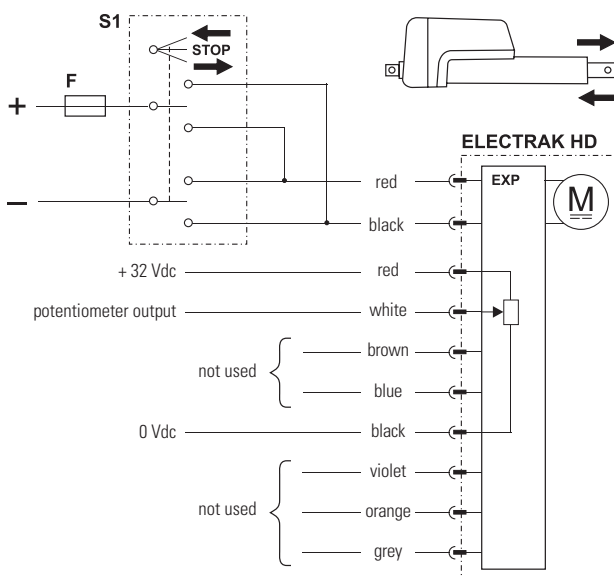 S1
STOP
F
+
–
ELECTRAK HD
EXP
M
red
black
+ 32 Vdc red
potentiometer output white
brown
not used
blue
0 Vdc black
violet
not used orange
grey